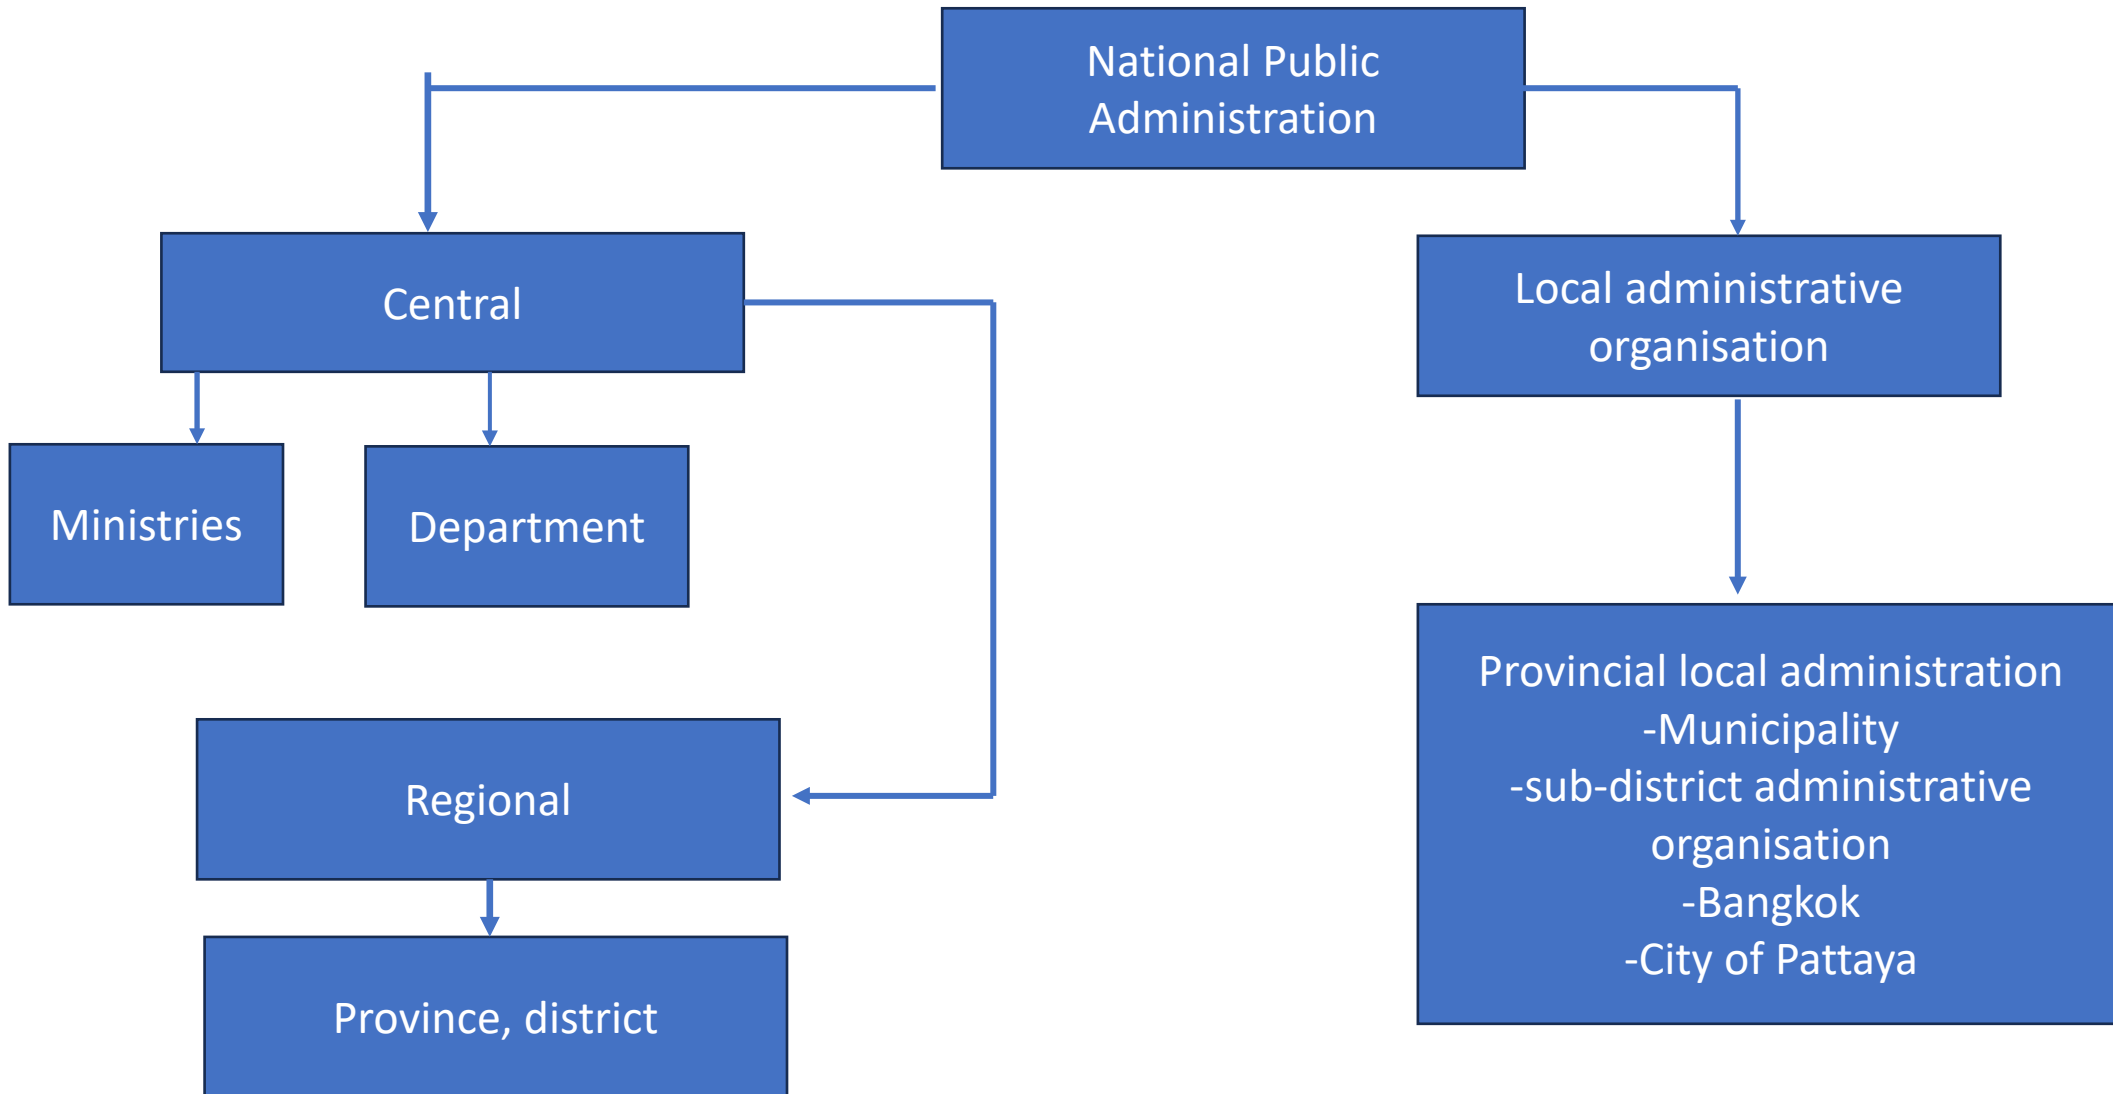 National Public
Administration
Central
Local administrative
organisation
Ministries
Department
Regional
Province, district
Provincial local administration
-Municipality
-sub-district administrative
organisation
-Bangkok
-City of Pattaya